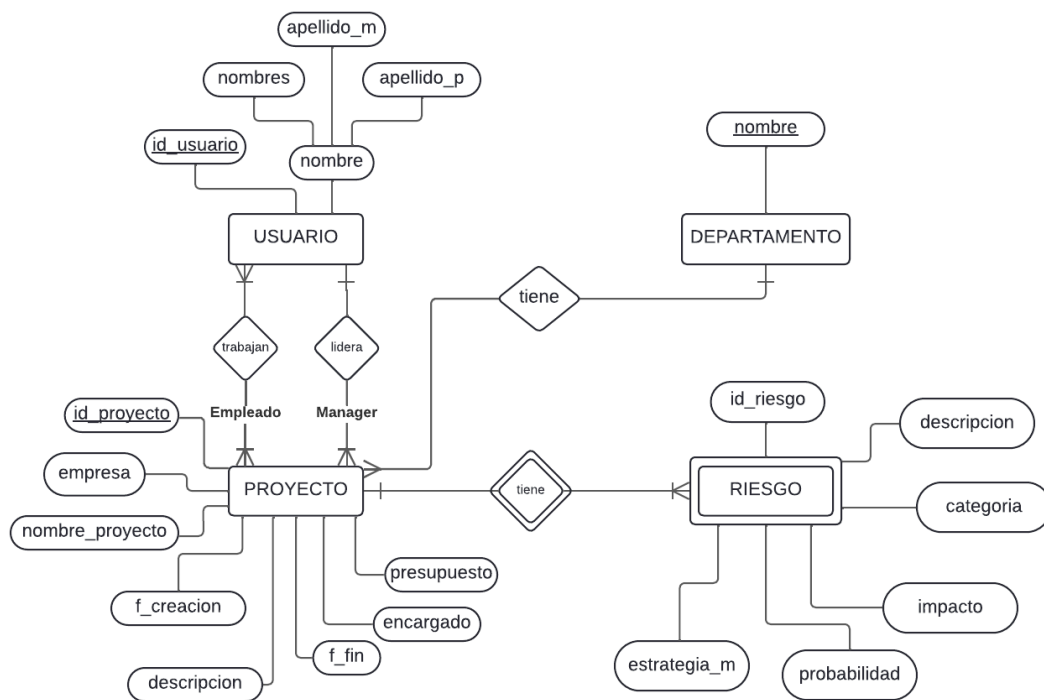 apellido_m
nombres
apellido_p
id_usuario
nombre
nombre
USUARIO
DEPARTAMENTO
tiene
trabajan
lidera
Empleado
Manager
id_proyecto
id_riesgo
descripcion
empresa
PROYECTO
tiene
RIESGO
categoria
nombre_proyecto
presupuesto
f_creacion
encargado
impacto
f_fin
descripcion
estrategia_m
probabilidad